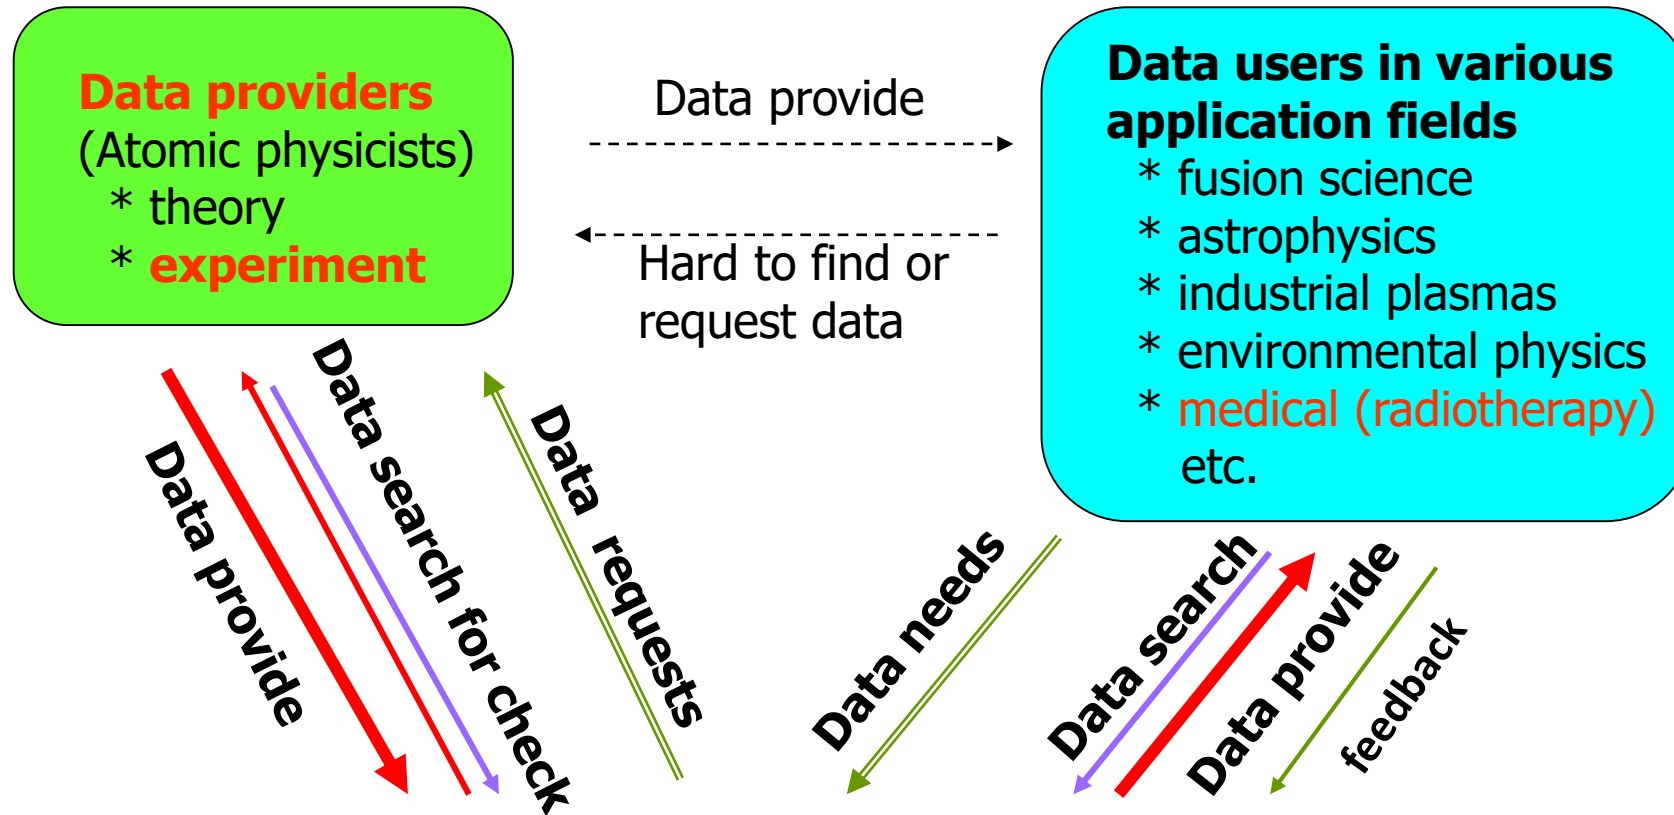 Data providers
(Atomic physicists)
* theory
* experiment
Data provide
Hard to find or
request data
Data users in various
application fields
* fusion science
* astrophysics
* industrial plasmas
* environmental physics
* medical (radiotherapy)
etc.
Data provide
Data search for check
Data requests
Data needs
Data search
Data provide
feedback